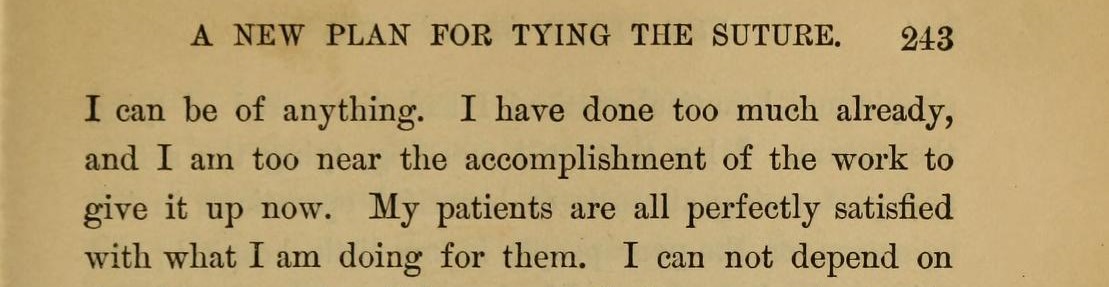 A NEW PLAN FOR TYING THE SUTURE. 243
I can be of anything. I have done too much already,
and I am too near the accomplishment of the work to
give it up now. My patients are all perfectly satisfied
with what I am doing for them. I can not depend on